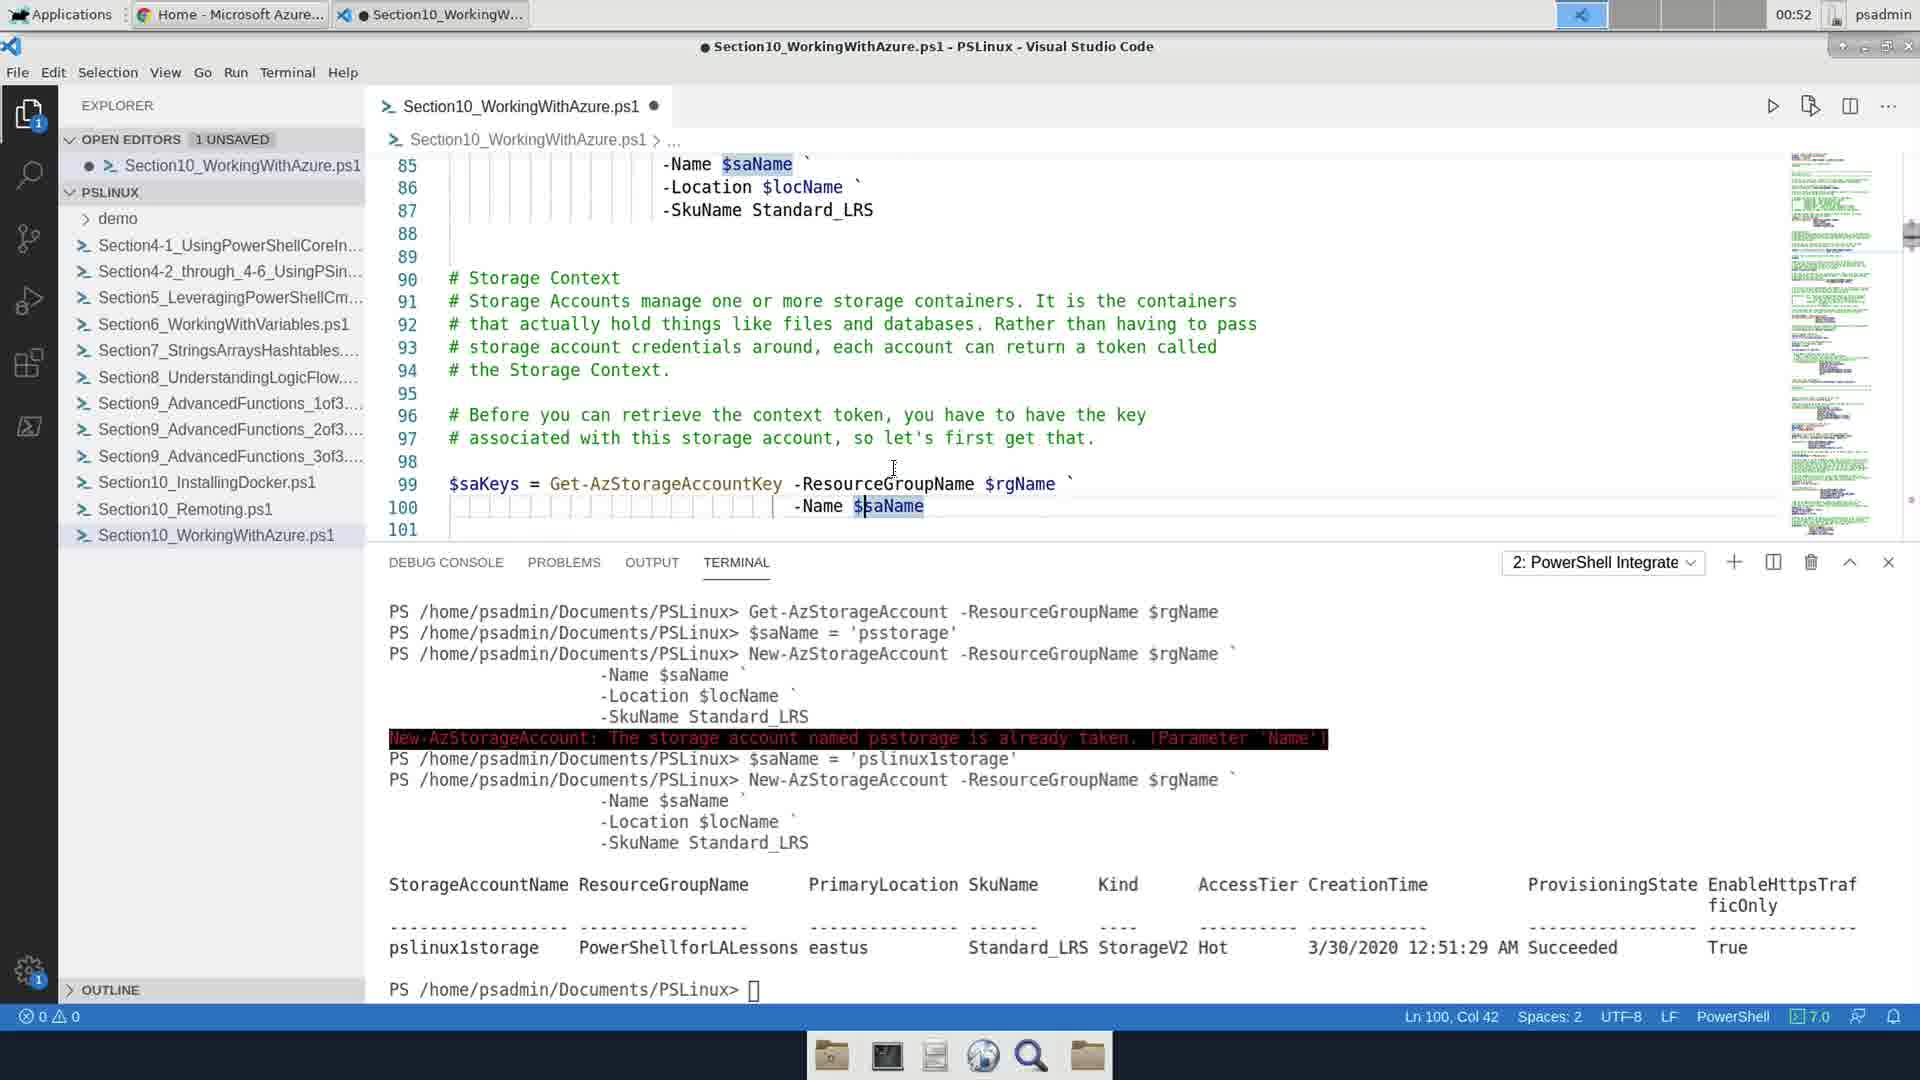 Applications
Home - Microsoft Azure...
Section10_WorkingW...
00:52
psadmin
Section10_WorkingWithAzure.ps1 - PSLinux - Visual Studio Code
File Edit Selection View Go Run Terminal Help
EXPLORER
OPEN EDITORS 1 UNSAVED
Section10_WorkingWithAzure.ps1
PSLINUX
demo
Section4-1_UsingPowerShellCoreIn...
Section4-2_through_4-6_UsingPSin...
Section5_LeveragingPowerShellCm...
Section6_WorkingWithVariables.ps1
Section7_StringsArraysHashtables....
Section8_UnderstandingLogicFlow....
Section9_AdvancedFunctions_1of3....
Section9_AdvancedFunctions_2of3....
Section9_AdvancedFunctions_3of3....
Section10_InstallingDocker.ps1
Section10_Remoting.ps1
Section10_WorkingWithAzure.ps1
OUTLINE
1
1
Section10_WorkingWithAzure.ps1
Section10_WorkingWithAzure.ps1 > ...
85 -Name $saName `
86 -Location $locName `
87 -SkuName Standard_LRS
88
89
90 # Storage Context
91 # Storage Accounts manage one or more storage containers. It is the containers
92 # that actually hold things like files and databases. Rather than having to pass
93 # storage account credentials around, each account can return a token called
94 # the Storage Context.
95
96 # Before you can retrieve the context token, you have to have the key
97 # associated with this storage account, so let's first get that.
98
99 $saKeys = Get-AzStorageAccountKey -ResourceGroupName $rgName `
100 -Name $saName
101
DEBUG CONSOLE PROBLEMS OUTPUT TERMINAL
2: PowerShell Integrate
PS /home/psadmin/Documents/PSLinux> Get-AzStorageAccount -ResourceGroupName $rgName
PS /home/psadmin/Documents/PSLinux> $saName = 'psstorage'
PS /home/psadmin/Documents/PSLinux> New-AzStorageAccount -ResourceGroupName $rgName `
-Name $saName `
-Location $locName `
-SkuName Standard_LRS
New-AzStorageAccount: The storage account named psstorage is already taken. (Parameter 'Name')
PS /home/psadmin/Documents/PSLinux> $saName = 'pslinux1storage'
PS /home/psadmin/Documents/PSLinux> New-AzStorageAccount -ResourceGroupName $rgName `
-Name $saName `
-Location $locName `
-SkuName Standard_LRS
StorageAccountName ResourceGroupName PrimaryLocation SkuName Kind AccessTier CreationTime ProvisioningState EnableHttpsTraf
ficOnly
------------------ ----------------- --------------- ------- ---- ---------- ------------ ----------------- ---------------
pslinux1storage PowerShellforLALessons eastus Standard_LRS StorageV2 Hot 3/30/2020 12:51:29 AM Succeeded True
PS /home/psadmin/Documents/PSLinux>
0 0
Ln 100, Col 42 Spaces: 2 UTF-8 LF PowerShell 7.0